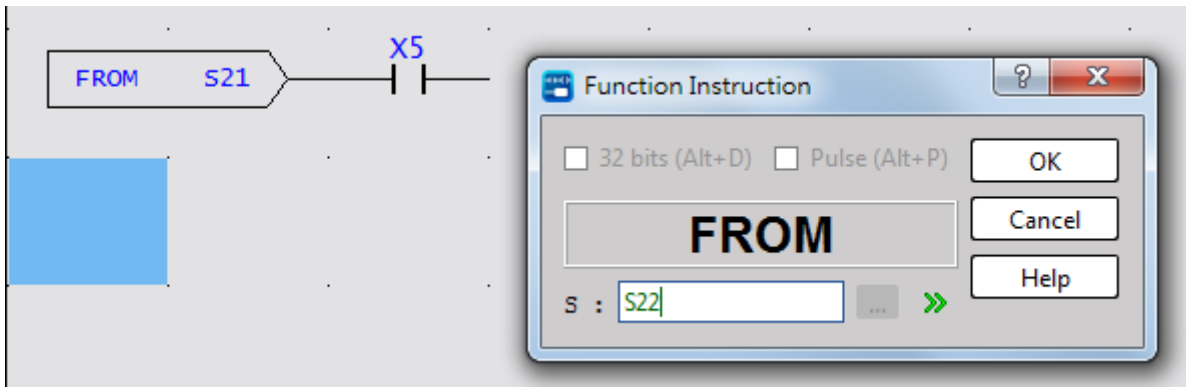 X5
FROM S21
Function Instruction
32 bits (Alt+D) Pulse (Alt+P)
OK
FROM
Cancel
Help
S : S22 ...